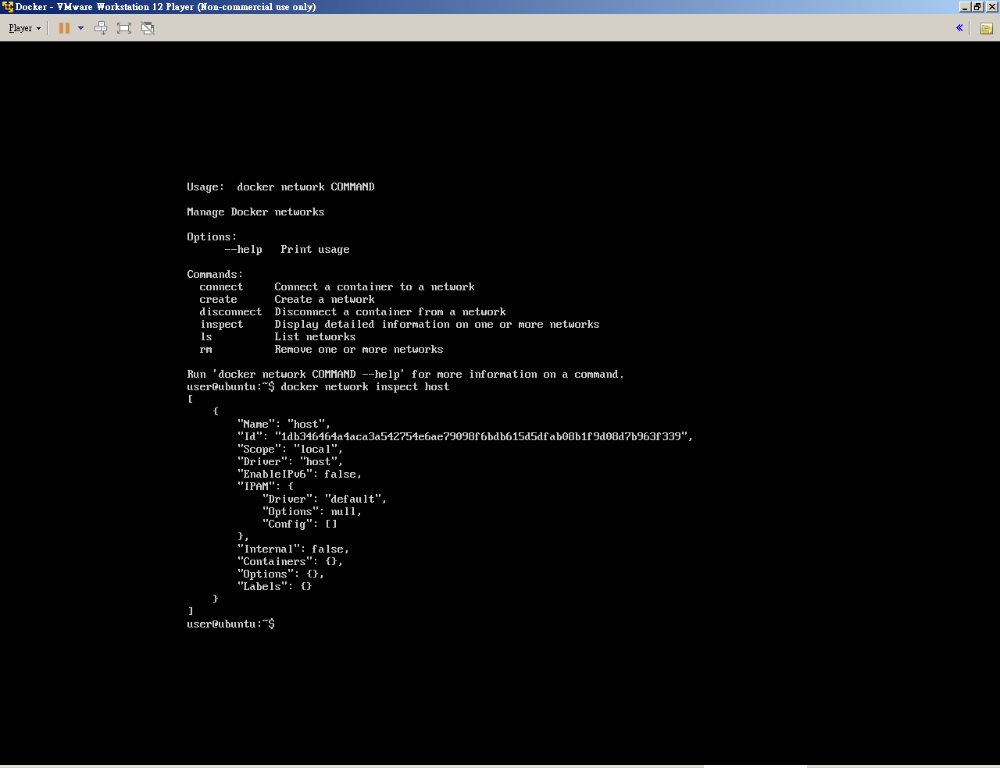 Docker - VMware Workstation 12 Player (Non-commercial use only)
Player
Usage:  docker network COMMAND
Manage Docker networks
Options:
      --help   Print usage
Commands:
  connect     Connect a container to a network
  create      Create a network
  disconnect  Disconnect a container from a network
  inspect     Display detailed information on one or more networks
  ls          List networks
  rm          Remove one or more networks
Run 'docker network COMMAND --help' for more information on a command.
user@ubuntu:~$ docker network inspect host
[
    {
        "Name": "host",
        "Id": "1db346464a4aca3a542754e6ae79098f6bdb615d5dfab08b1f9d08d7b963f339",
        "Scope": "local",
        "Driver": "host",
        "EnableIPv6": false,
        "IPAM": {
            "Driver": "default",
            "Options": null,
            "Config": []
        },
        "Internal": false,
        "Containers": {},
        "Options": {},
        "Labels": {}
    }
]
user@ubuntu:~$